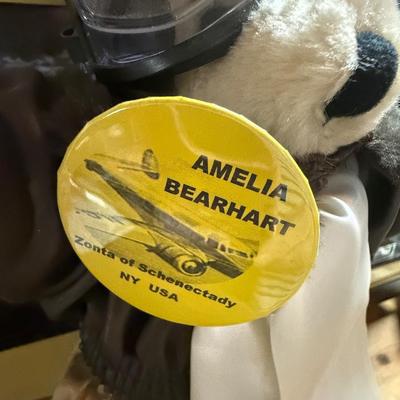 AMELIA
BEARHART
Zonta of Schenectady
NY USA